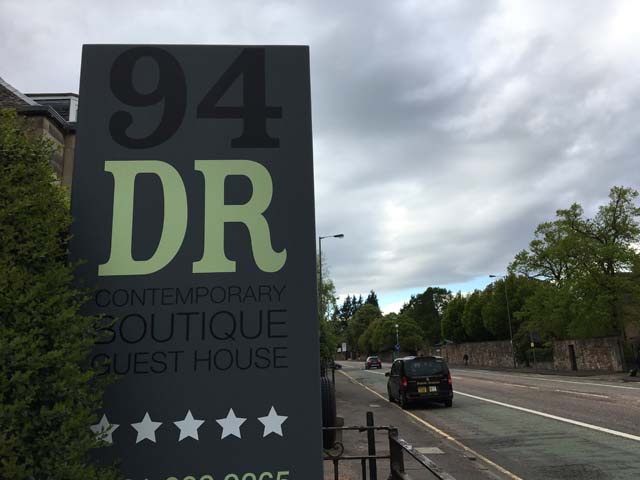 94
DR
CONTEMPORARY
BOUTIQUE
GUEST HOUSE